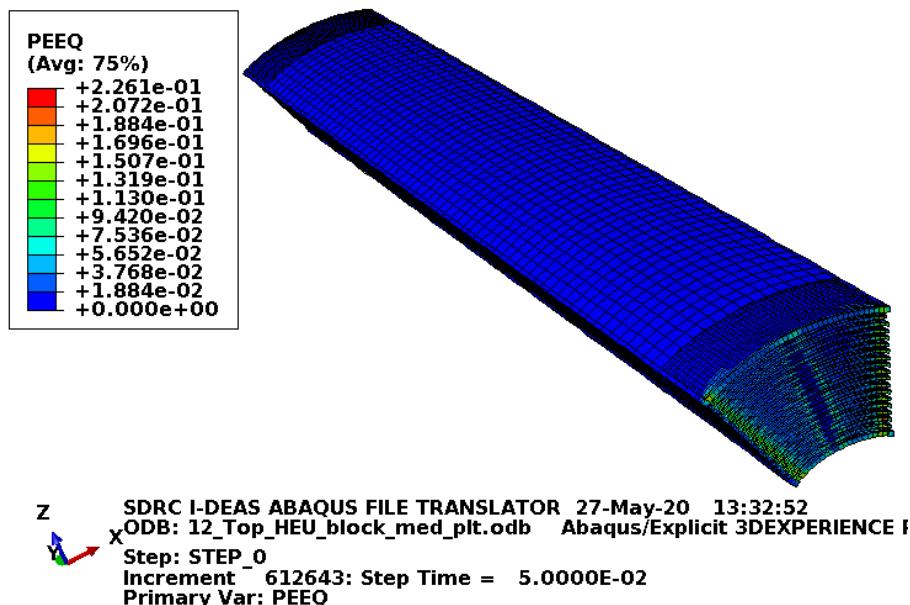 PEEQ
(Avg: 75%)
+2.261e-01
+2.072e-01
+1.884e-01
+1.696e-01
+1.507e-01
+1.319e-01
+1.130e-01
+9.420e-02
+7.536e-02
+5.652e-02
+3.768e-02
+1.884e-02
+0.000e+00
Z
X
Y
SDRC I-DEAS ABAQUS FILE TRANSLATOR 27-May-20 13:32:52
ODB: 12_Top_HEU_block_med_plt.odb Abaqus/Explicit 3DEXPERIENCE
Step: STEP_0
Increment 612643: Step Time = 5.0000E-02
Primary Var: PEEQ